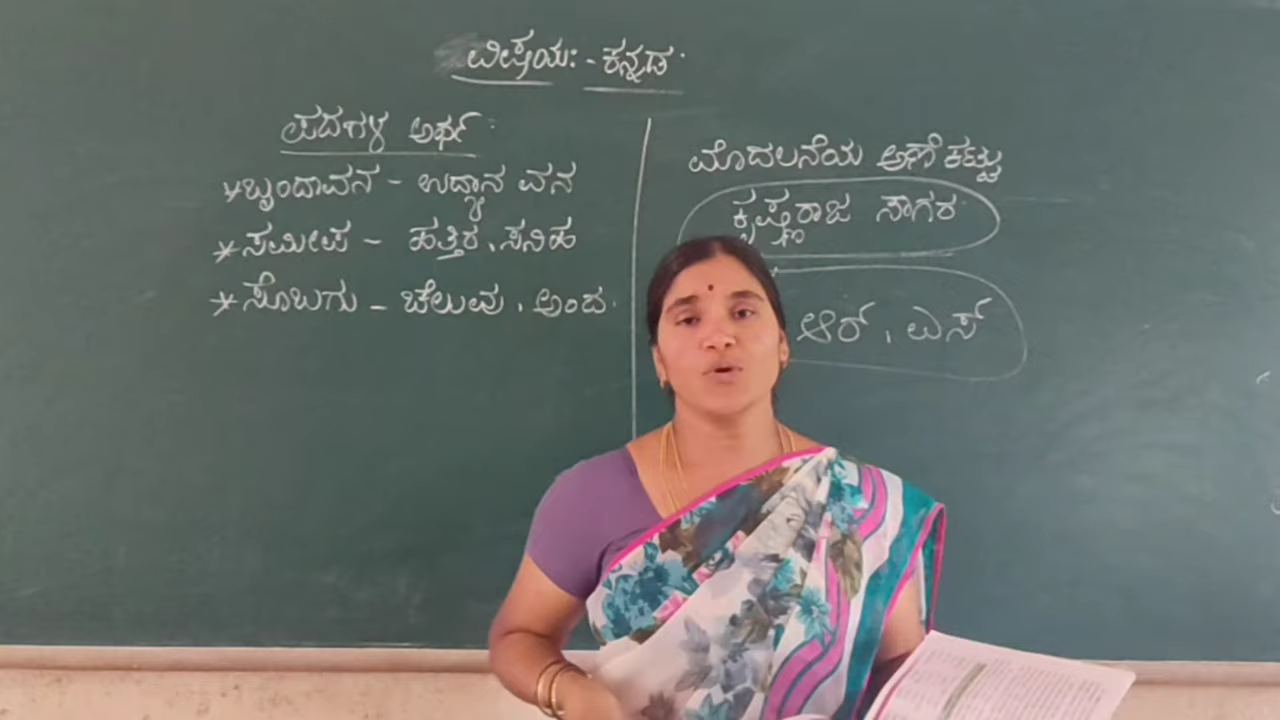 ವಿಷಯ: - ಕನ್ನಡ.
ಪದಗಳ ಅರ್ಥ.
* ಬೃಂದಾವನ - ಉದ್ಯಾನ ವನ
* ಸಮೀಪ - ಹತ್ತಿರ, ಸನಿಹ
* ಸೊಬಗು - ಚೆಲುವು, ಅಂದ.
ಮೊದಲನೆಯ ಅಣೆಕಟ್ಟು
ಕೃಷ್ಣರಾಜ ಸಾಗರ
ಆರ್, ಎಸ್